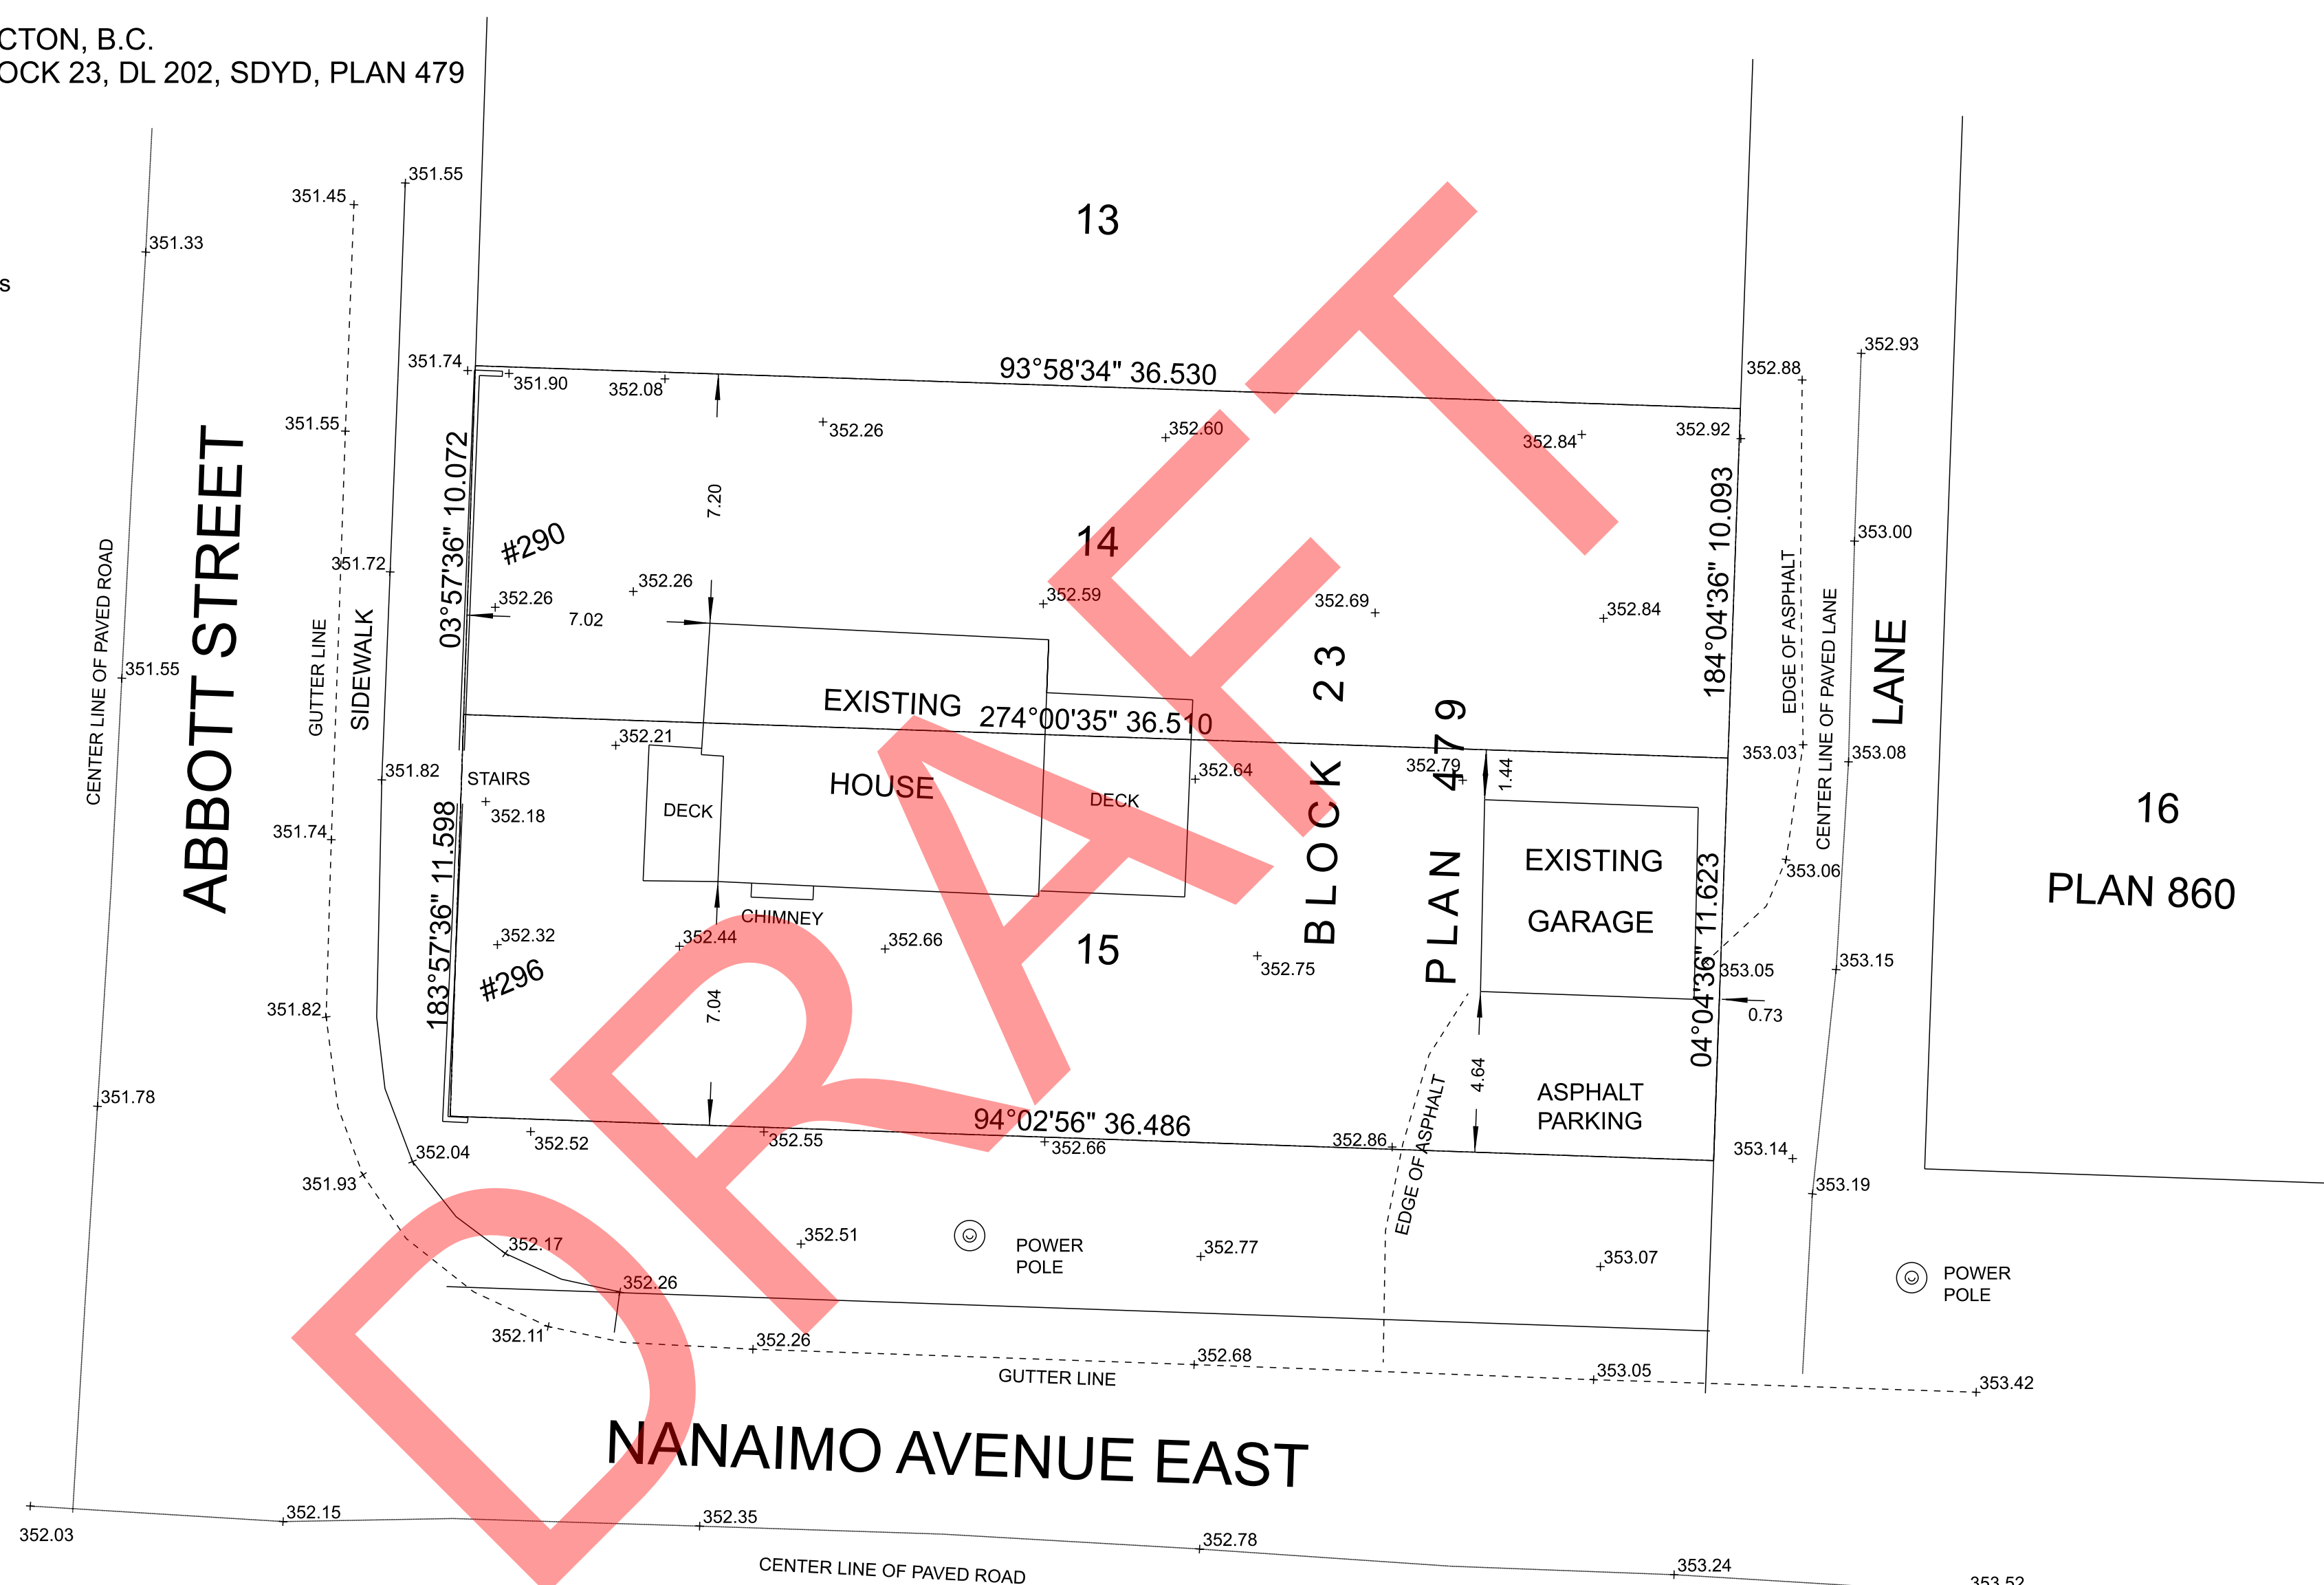 CTON, B.C.
OCK 23, DL 202, SDYD, PLAN 479
s
351.55
351.45
351.33
13
351.74
351.90
352.08
93°58'34" 36.530
352.88
352.93
351.55
352.26
352.60
352.84
352.92
03°57'36" 10.072
7.20
184°04'36" 10.093
353.00
#290
14
351.72
352.26
352.26
7.02
352.59
352.69
352.84
CENTER LINE OF PAVED ROAD
ABBOTT STREET
GUTTER LINE
SIDEWALK
EDGE OF ASPHALT
CENTER LINE OF PAVED LANE
LANE
351.55
EXISTING
274°00'35" 36.510
BLOCK 23
PLAN 479
352.21
351.82
STAIRS
352.18
HOUSE
DECK
DECK
352.64
352.79
1.44
353.03
353.08
351.74
183°57'36" 11.598
EXISTING
GARAGE
04°04'36" 11.623
353.06
16
PLAN 860
CHIMNEY
352.32
352.44
352.66
15
352.75
353.05
353.15
#296
7.04
351.82
0.73
4.64
351.78
94°02'56" 36.486
ASPHALT
PARKING
EDGE OF ASPHALT
352.04
352.52
352.55
352.66
352.86
353.14
351.93
353.19
352.17
352.51
POWER
POLE
352.77
353.07
352.26
POWER
POLE
352.11
352.26
352.68
353.05
353.42
GUTTER LINE
NANAIMO AVENUE EAST
352.03
352.15
352.35
352.78
353.24
353.52
CENTER LINE OF PAVED ROAD
DRAFT